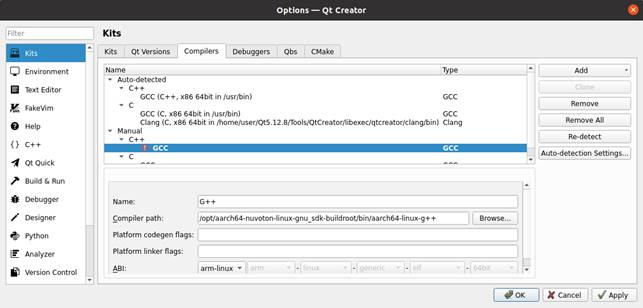 Options — Qt Creator
Filter
Kits
Kits
Environment
Text Editor
FakeVim
Help
C++
Qt Quick
Build & Run
Debugger
Designer
Python
Analyzer
Version Control
Kits Qt Versions Compilers Debuggers Qbs CMake
Name Type
Auto-detected
C++
GCC (C++, x86 64bit in /usr/bin) GCC
C
GCC (C, x86 64bit in /usr/bin) GCC
Clang (C, x86 64bit in /home/user/Qt5.12.8/Tools/QtCreator/libexec/qtcreator/clang/bin) Clang
Manual
C++
GCC GCC
C
Add
Clone
Remove
Remove All
Re-detect
Auto-detection Settings...
Name: G++
Compiler path: /opt/aarch64-nuvoton-linux-gnu_sdk-buildroot/bin/aarch64-linux-g++ Browse...
Platform codegen flags:
Platform linker flags:
ABI: arm-linux - arm - linux - generic - elf - 64bit
OK Cancel Apply